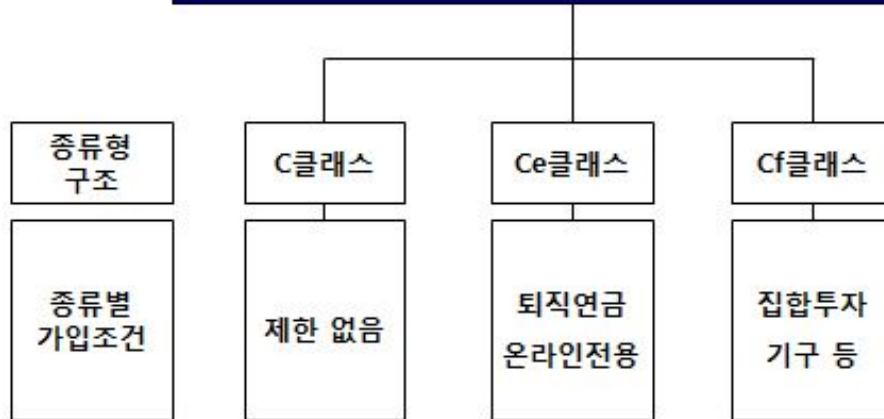 종류형
구조
C클래스
Ce클래스
Cf클래스
종류별
가입조건
제한 없음
퇴직연금
온라인전용
집합투자
기구 등